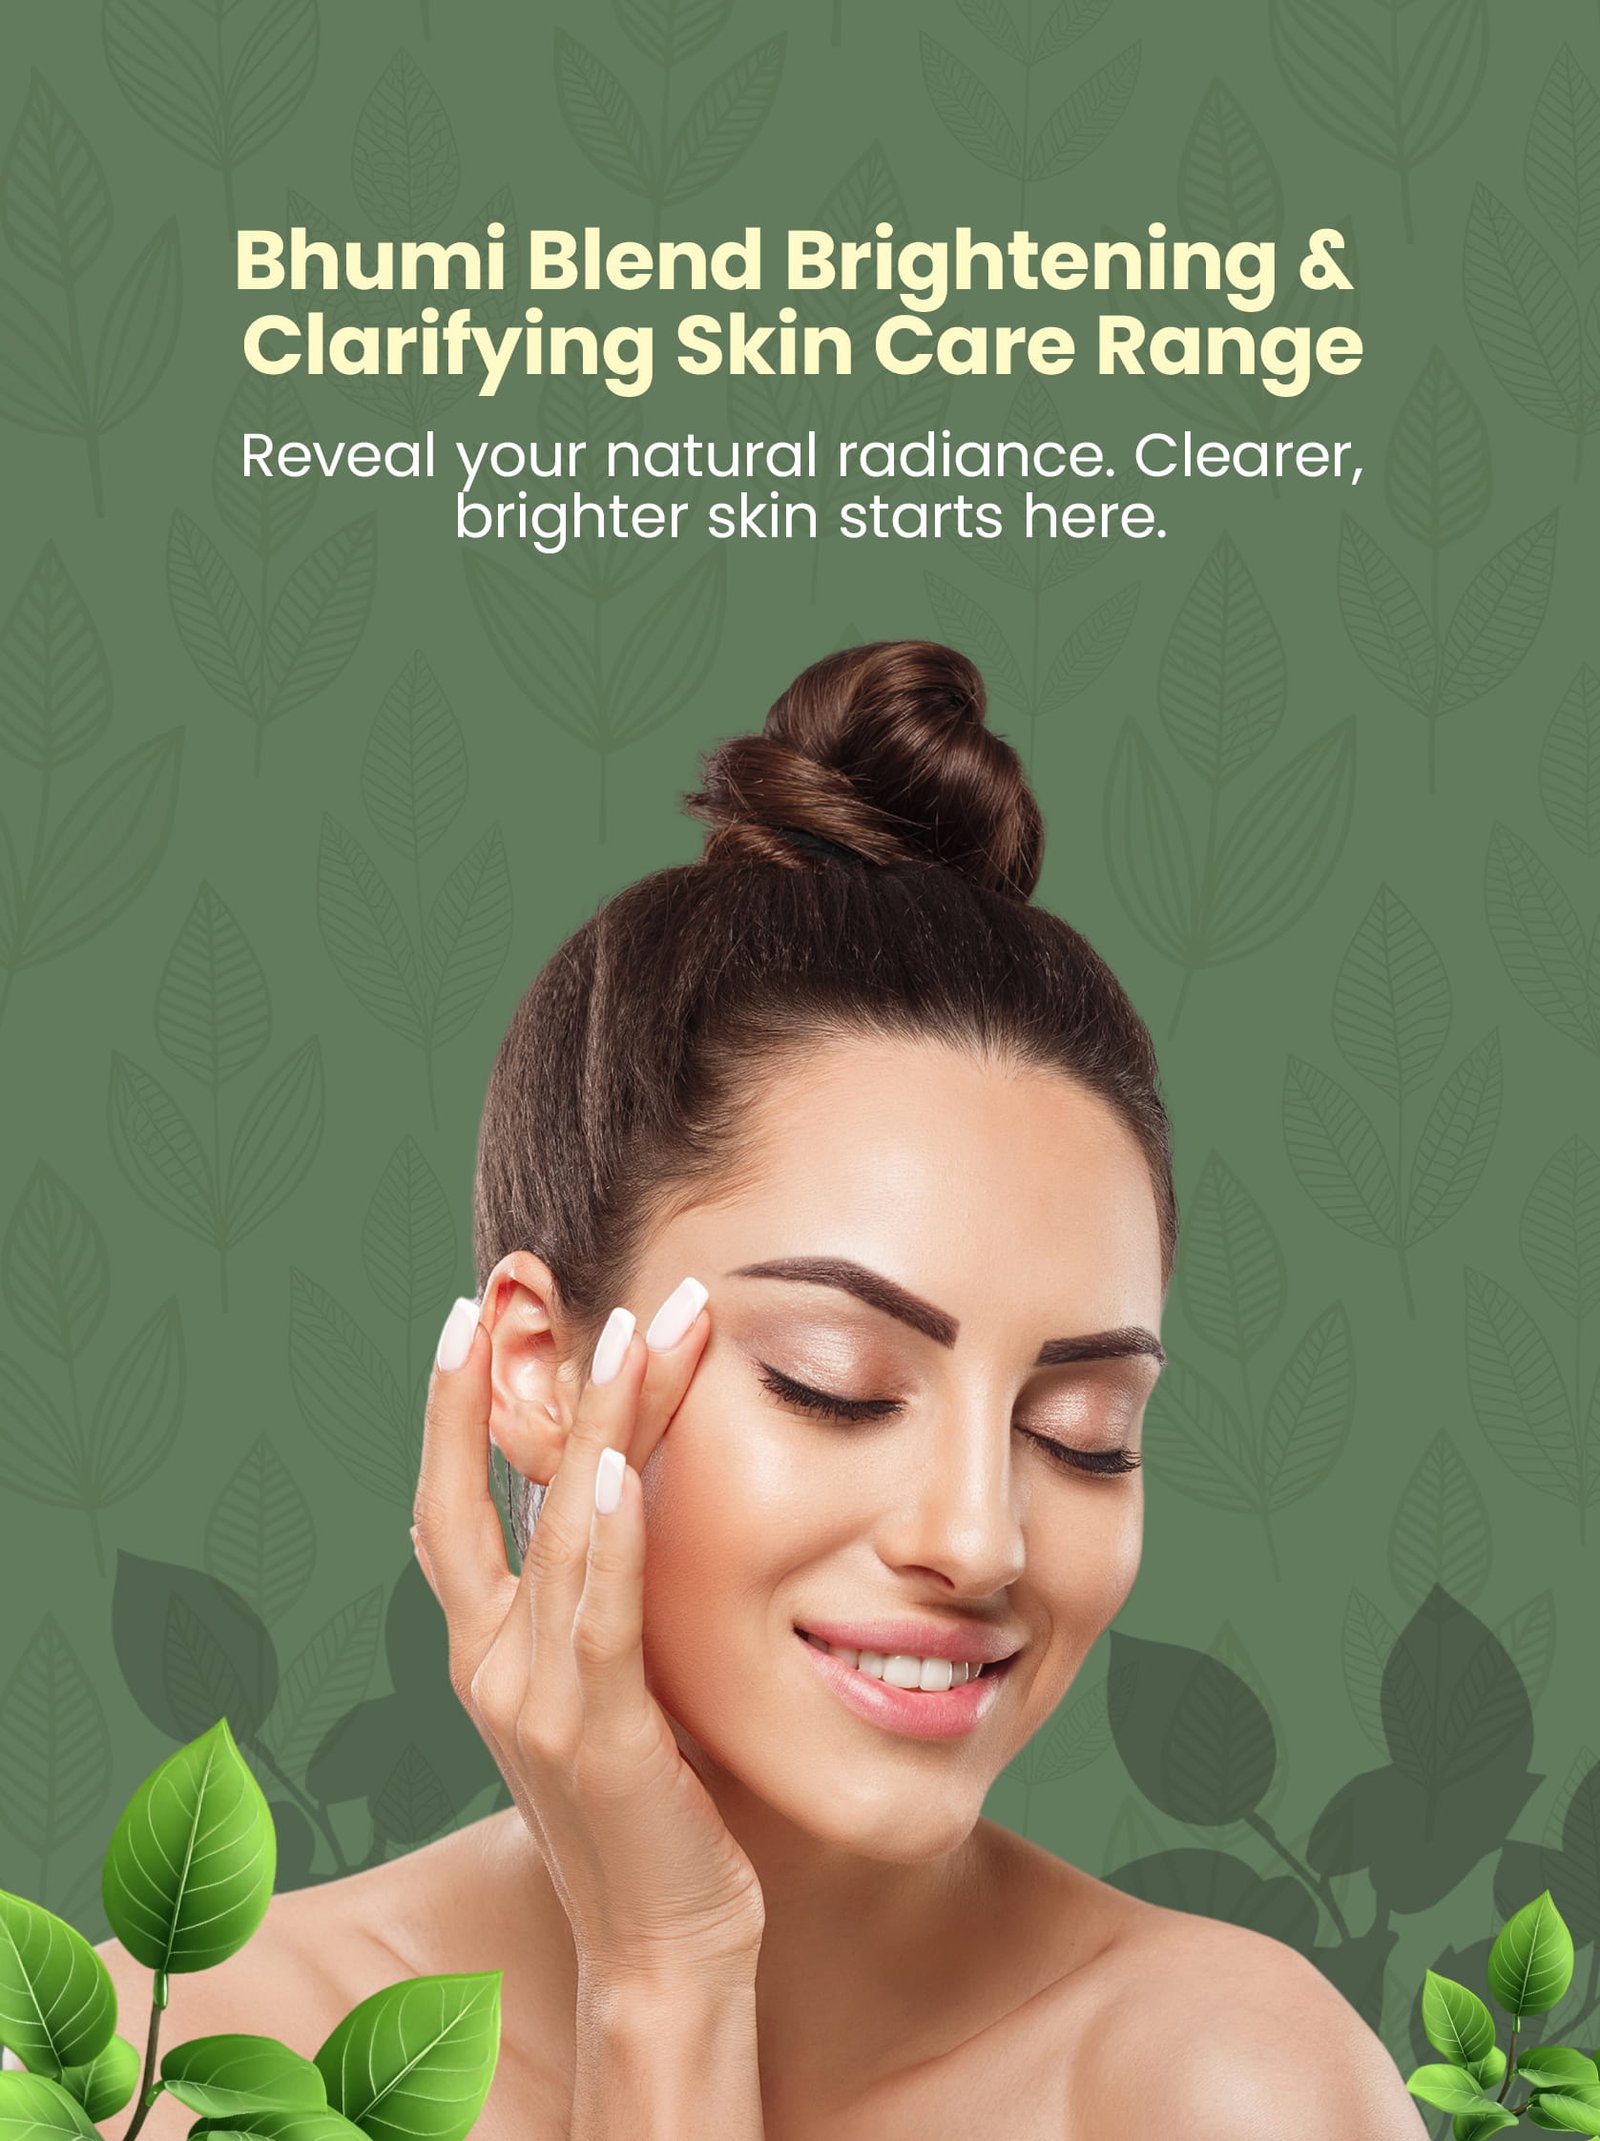 Bhumi Blend Brightening &
Clarifying Skin Care Range
Reveal your natural radiance. Clearer,
brighter skin starts here.